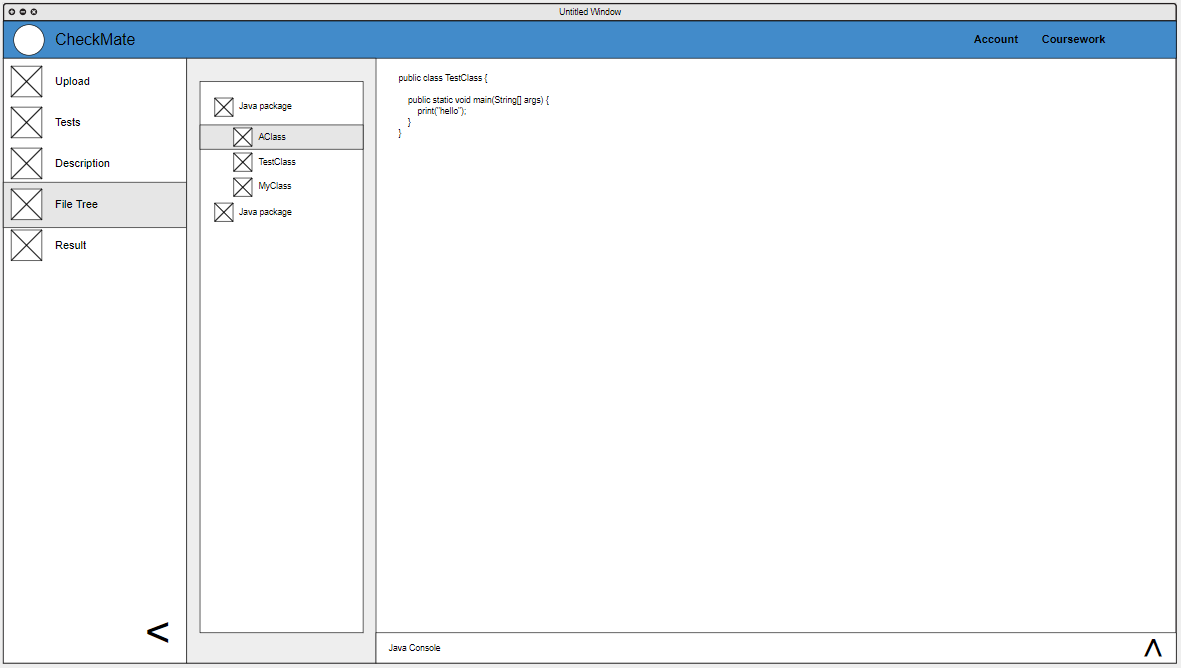 Untitled Window
CheckMate
Account
Coursework
Upload
Tests
Description
File Tree
Result
<
Java package
AClass
TestClass
MyClass
Java package
public class TestClass {
public static void main(String[] args) {
print("hello");
}
}
Java Console